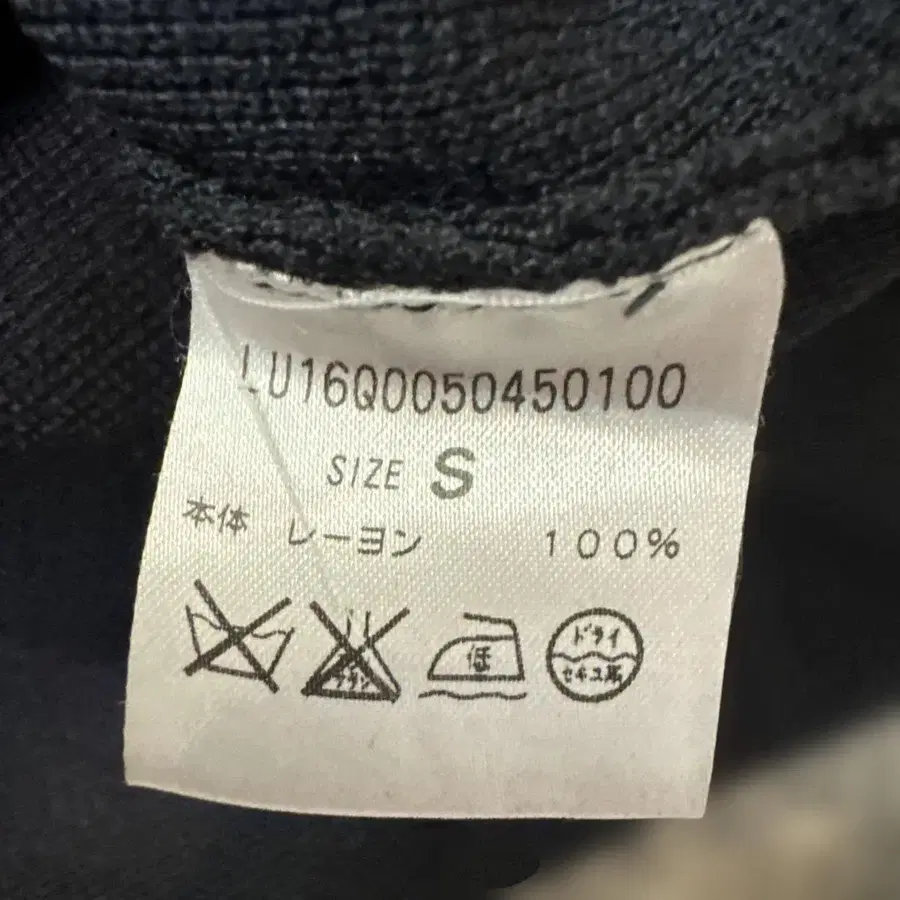 LU16Q0050450100
SIZE S
本体 レーヨン 100%
低
ドライ
セキユ系